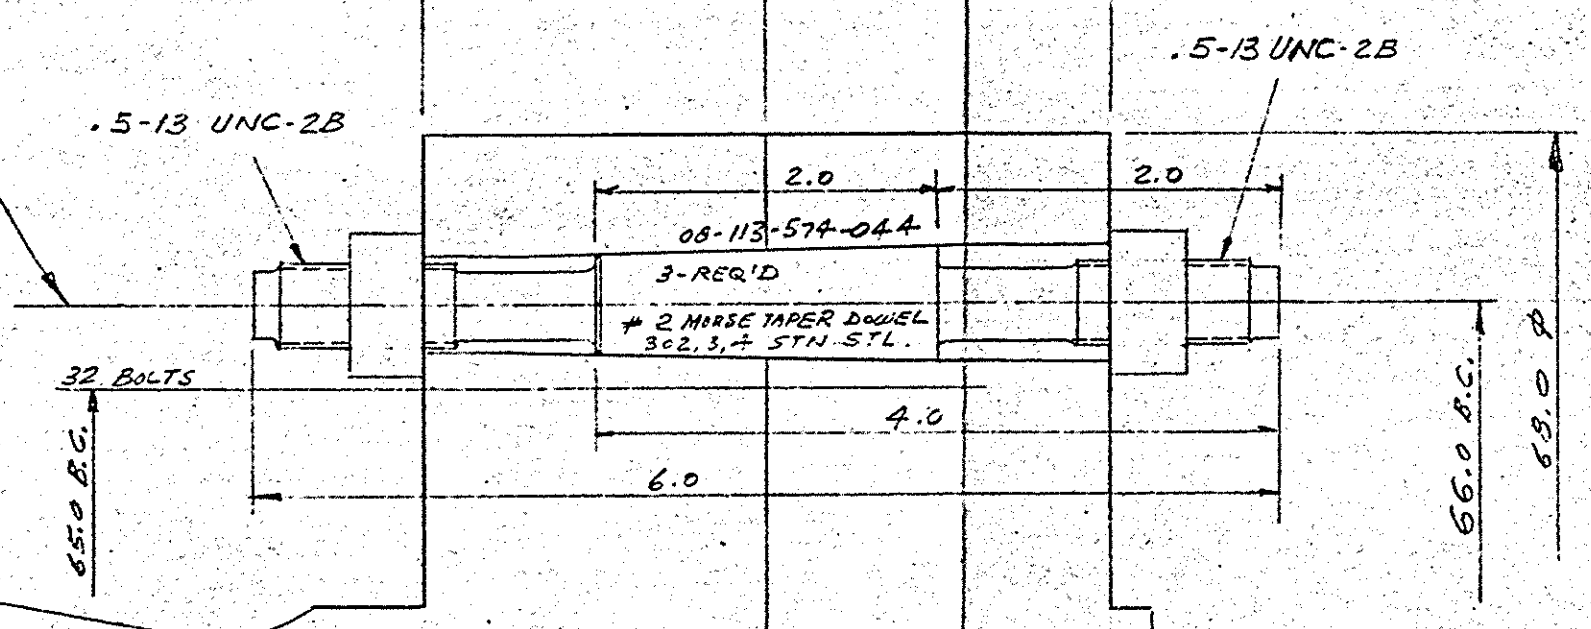 .5-13 UNC-2B
.5-13 UNC-2B
2.0
2.0
08-113-574-044
3-REQ'D
# 2 MORSE TAPER DOWEL
302,3,4 STN. STL.
32 BOLTS
4.0
6.0
65.0 B.C.
66.0 B.C.
68.0 φ